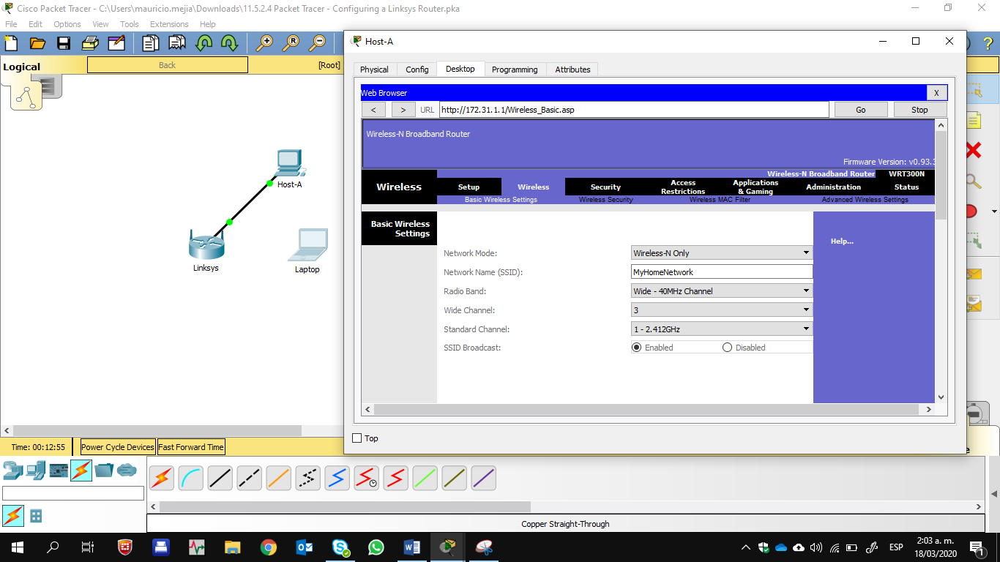 Cisco Packet Tracer - C:\Users\mauricio.mejia\Downloads\11.5.2.4 Packet Tracer - Configuring a Linksys Router.pka
File Edit Options View Tools Extensions Help
Logical
Back
[Root]
Host-A
Linksys
Laptop
Host-A
Physical Config Desktop Programming Attributes
Web Browser X
< > URL http://172.31.1.1/Wireless_Basic.asp Go Stop
Wireless-N Broadband Router
Firmware Version: v0.93.3
Wireless-N Broadband Router WRT300N
Wireless
Setup Wireless Security Access Restrictions Applications & Gaming Administration Status
Basic Wireless Settings Wireless Security Wireless MAC Filter Advanced Wireless Settings
Basic Wireless
Settings
Help...
Network Mode: Wireless-N Only
Network Name (SSID): MyHomeNetwork
Radio Band: Wide - 40MHz Channel
Wide Channel: 3
Standard Channel: 1 - 2.412GHz
SSID Broadcast: Enabled Disabled
Top
Time: 00:12:55 Power Cycle Devices Fast Forward Time
Copper Straight-Through
ESP
2:03 a. m.
18/03/2020
1